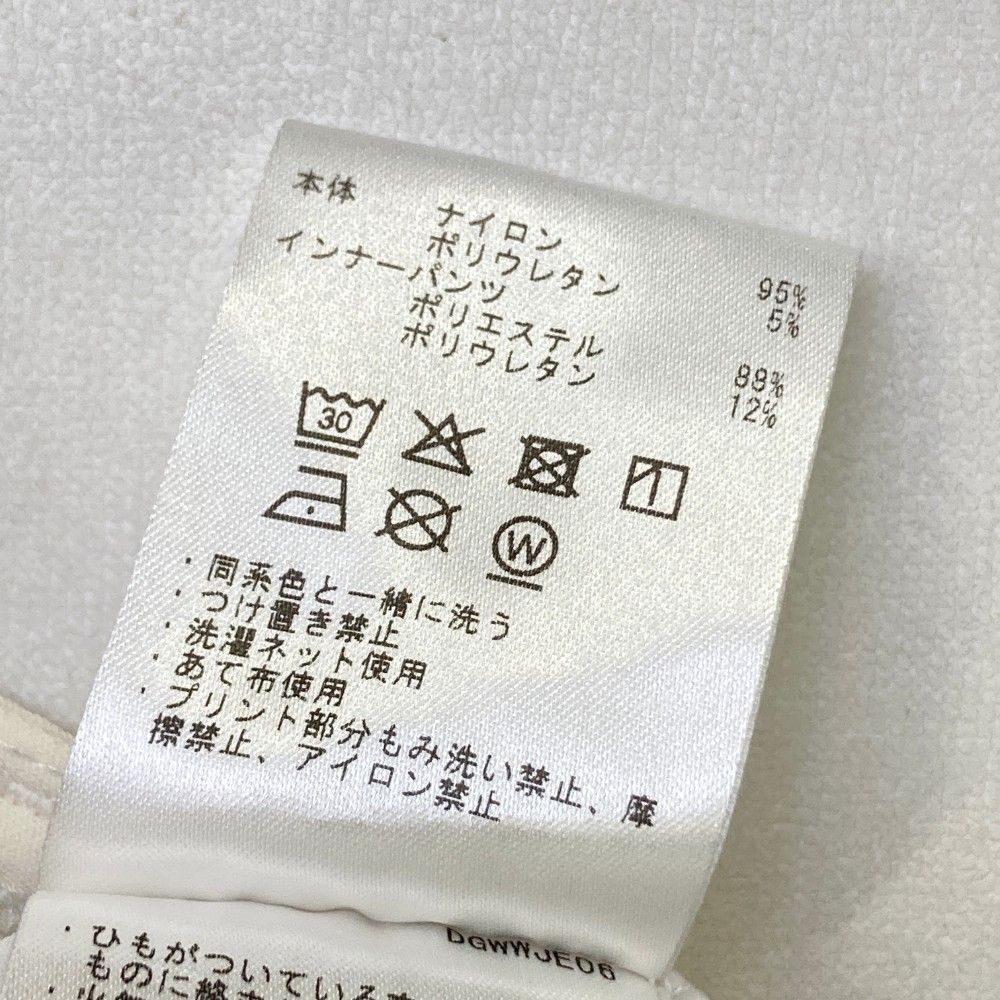 本体 ナイロン 95%
ポリウレタン 5%
インナーパンツ
ポリエステル 88%
ポリウレタン 12%
30
W
・同系色と一緒に洗う
・つけ置き禁止
・洗濯ネット使用
・あて布使用
・プリント部分もみ洗い禁止、摩
擦禁止、アイロン禁止
DGWWJE06
・ひもがついている
ものに